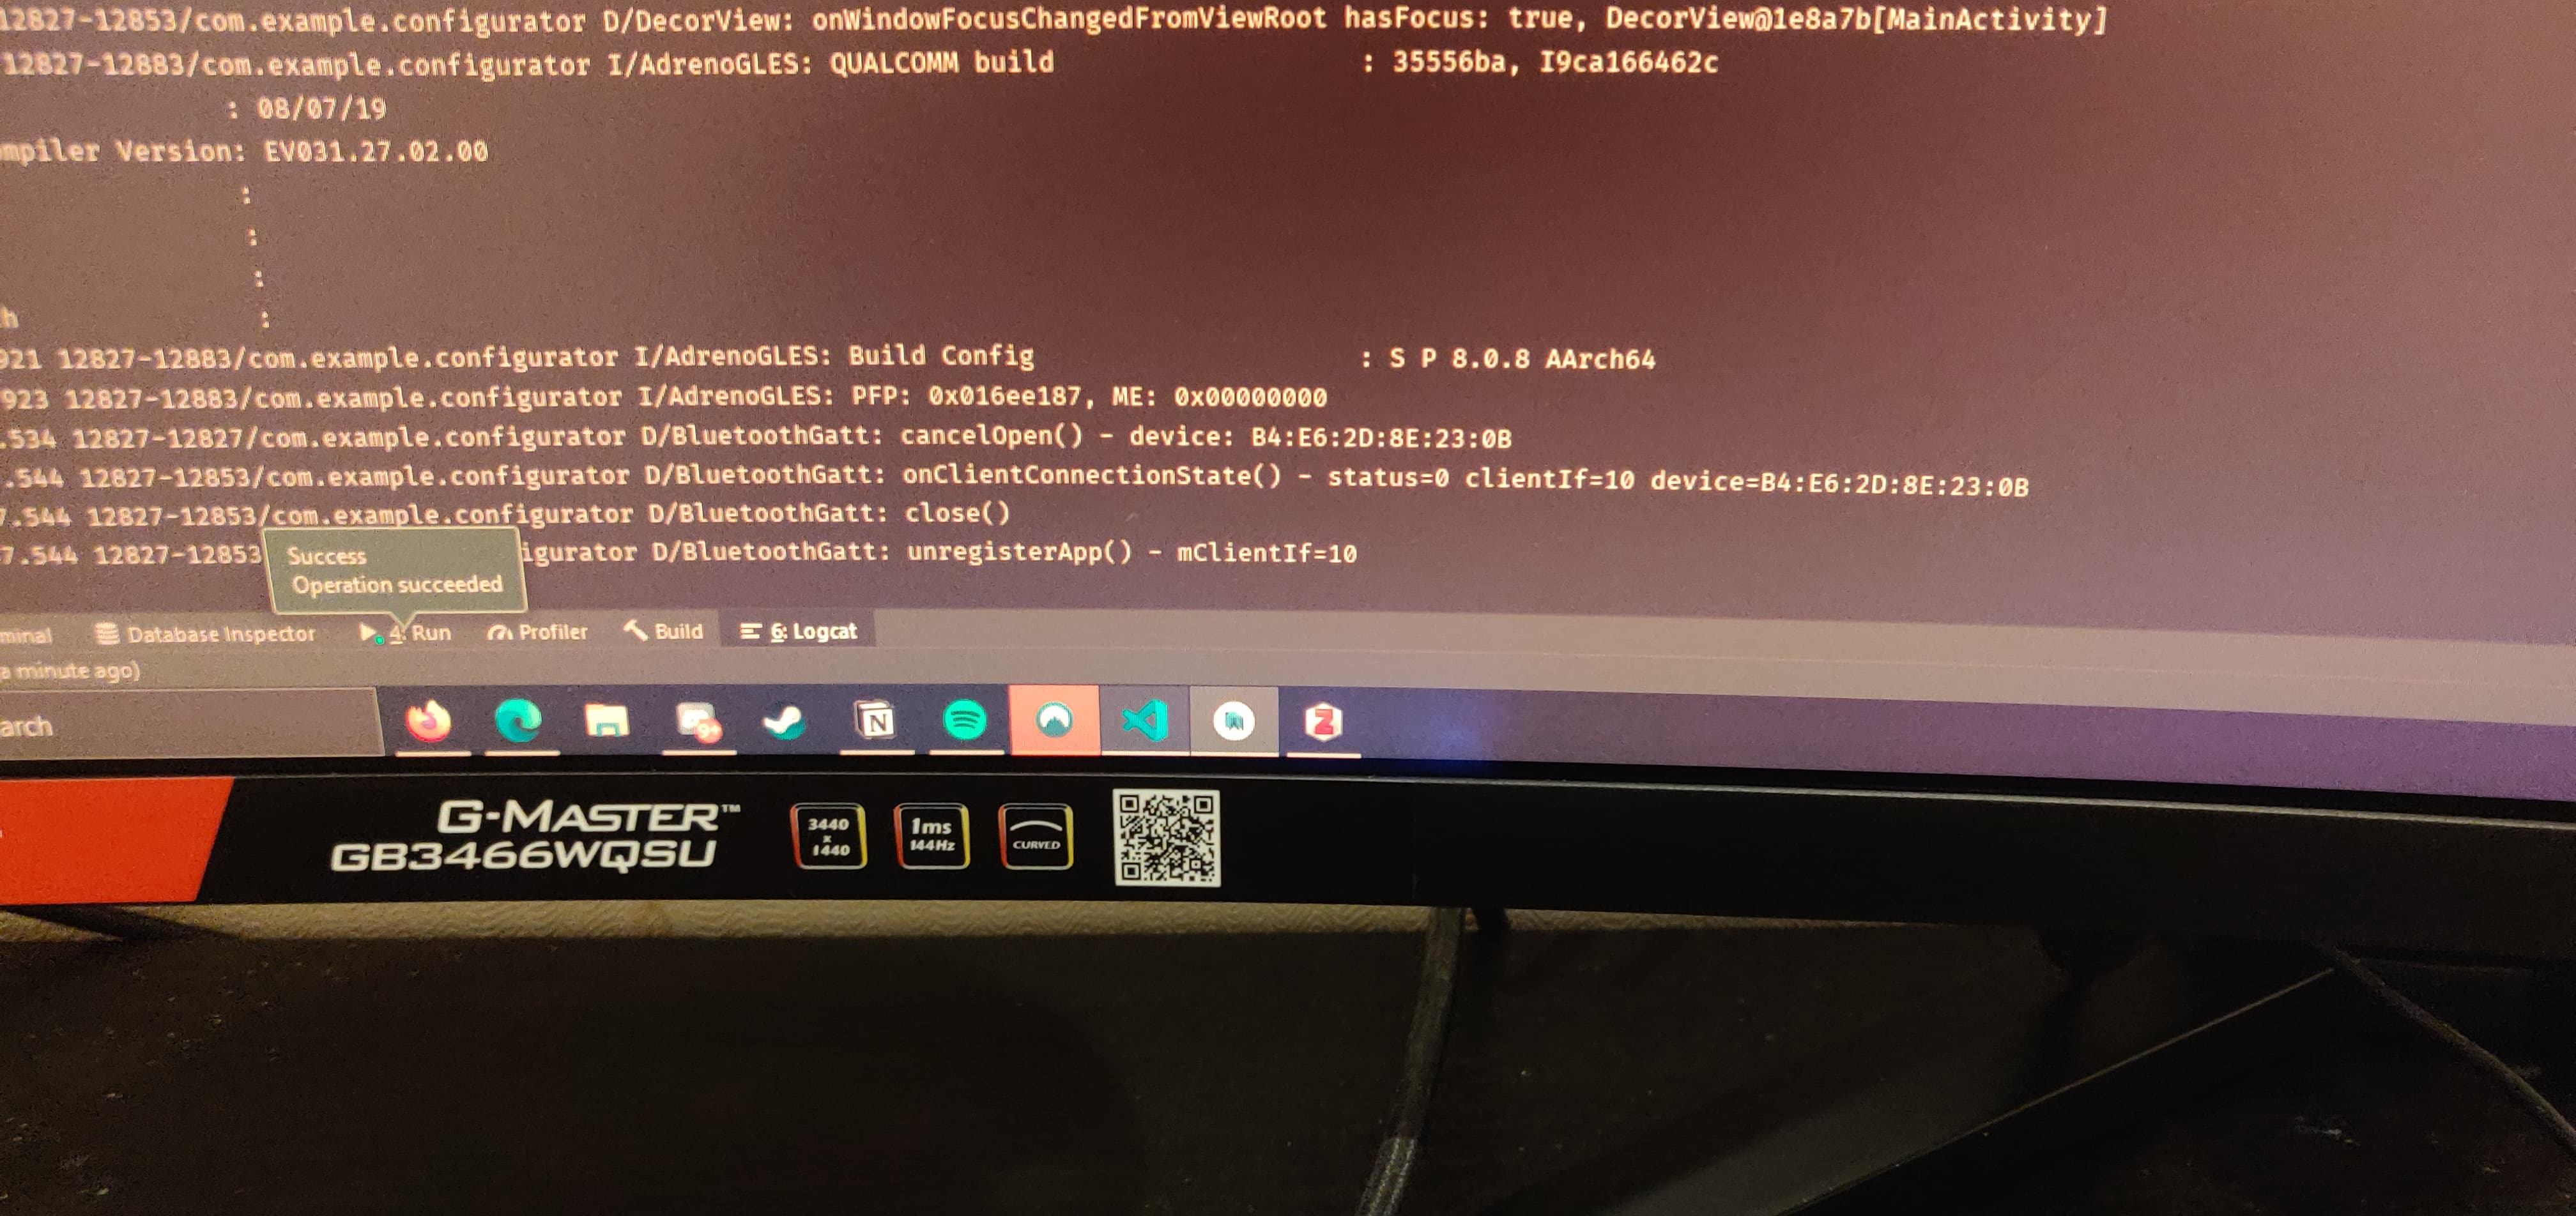 12827-12853/com.example.configurator D/DecorView: onWindowFocusChangedFromViewRoot hasFocus: true, DecorView@1e8a7b[MainActivity]
12827-12883/com.example.configurator I/AdrenoGLES: QUALCOMM build : 35556ba, I9ca166462c
: 08/07/19
mpiler Version: EV031.27.02.00
:
:
:
h :
921 12827-12883/com.example.configurator I/AdrenoGLES: Build Config : S P 8.0.8 AArch64
923 12827-12883/com.example.configurator I/AdrenoGLES: PFP: 0x016ee187, ME: 0x00000000
.534 12827-12827/com.example.configurator D/BluetoothGatt: cancelOpen() - device: B4:E6:2D:8E:23:0B
.544 12827-12853/com.example.configurator D/BluetoothGatt: onClientConnectionState() - status=0 clientIf=10 device=B4:E6:2D:8E:23:0B
7.544 12827-12853/com.example.configurator D/BluetoothGatt: close()
7.544 12827-12853 igurator D/BluetoothGatt: unregisterApp() - mClientIf=10
Success
Operation succeeded
minal Database Inspector 4: Run Profiler Build 6: Logcat
a minute ago)
arch 9+ N Z
G-MASTER™
GB3466WQSU
3440
x
1440
1ms
144Hz
CURVED